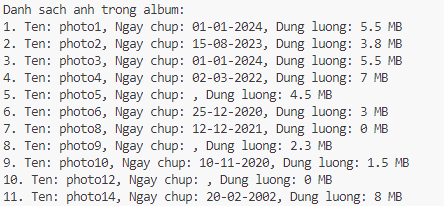 Danh sach anh trong album:
1. Ten: photo1, Ngay chup: 01-01-2024, Dung luong: 5.5 MB
2. Ten: photo2, Ngay chup: 15-08-2023, Dung luong: 3.8 MB
3. Ten: photo3, Ngay chup: 01-01-2024, Dung luong: 5.5 MB
4. Ten: photo4, Ngay chup: 02-03-2022, Dung luong: 7 MB
5. Ten: photo5, Ngay chup: , Dung luong: 4.5 MB
6. Ten: photo6, Ngay chup: 25-12-2020, Dung luong: 3 MB
7. Ten: photo8, Ngay chup: 12-12-2021, Dung luong: 0 MB
8. Ten: photo9, Ngay chup: , Dung luong: 2.3 MB
9. Ten: photo10, Ngay chup: 10-11-2020, Dung luong: 1.5 MB
10. Ten: photo12, Ngay chup: , Dung luong: 0 MB
11. Ten: photo14, Ngay chup: 20-02-2002, Dung luong: 8 MB